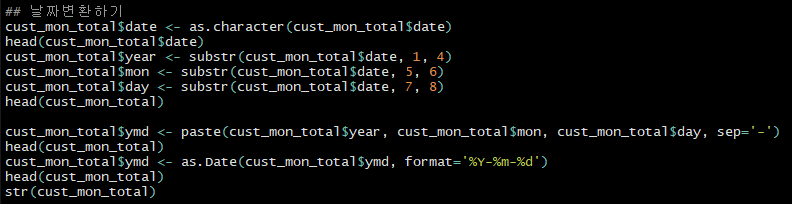 ## 날짜변환하기
cust_mon_total$date <- as.character(cust_mon_total$date)
head(cust_mon_total$date)
cust_mon_total$year <- substr(cust_mon_total$date, 1, 4)
cust_mon_total$mon <- substr(cust_mon_total$date, 5, 6)
cust_mon_total$day <- substr(cust_mon_total$date, 7, 8)
head(cust_mon_total)
cust_mon_total$ymd <- paste(cust_mon_total$year, cust_mon_total$mon, cust_mon_total$day, sep='-')
head(cust_mon_total)
cust_mon_total$ymd <- as.Date(cust_mon_total$ymd, format='%Y-%m-%d')
head(cust_mon_total)
str(cust_mon_total)